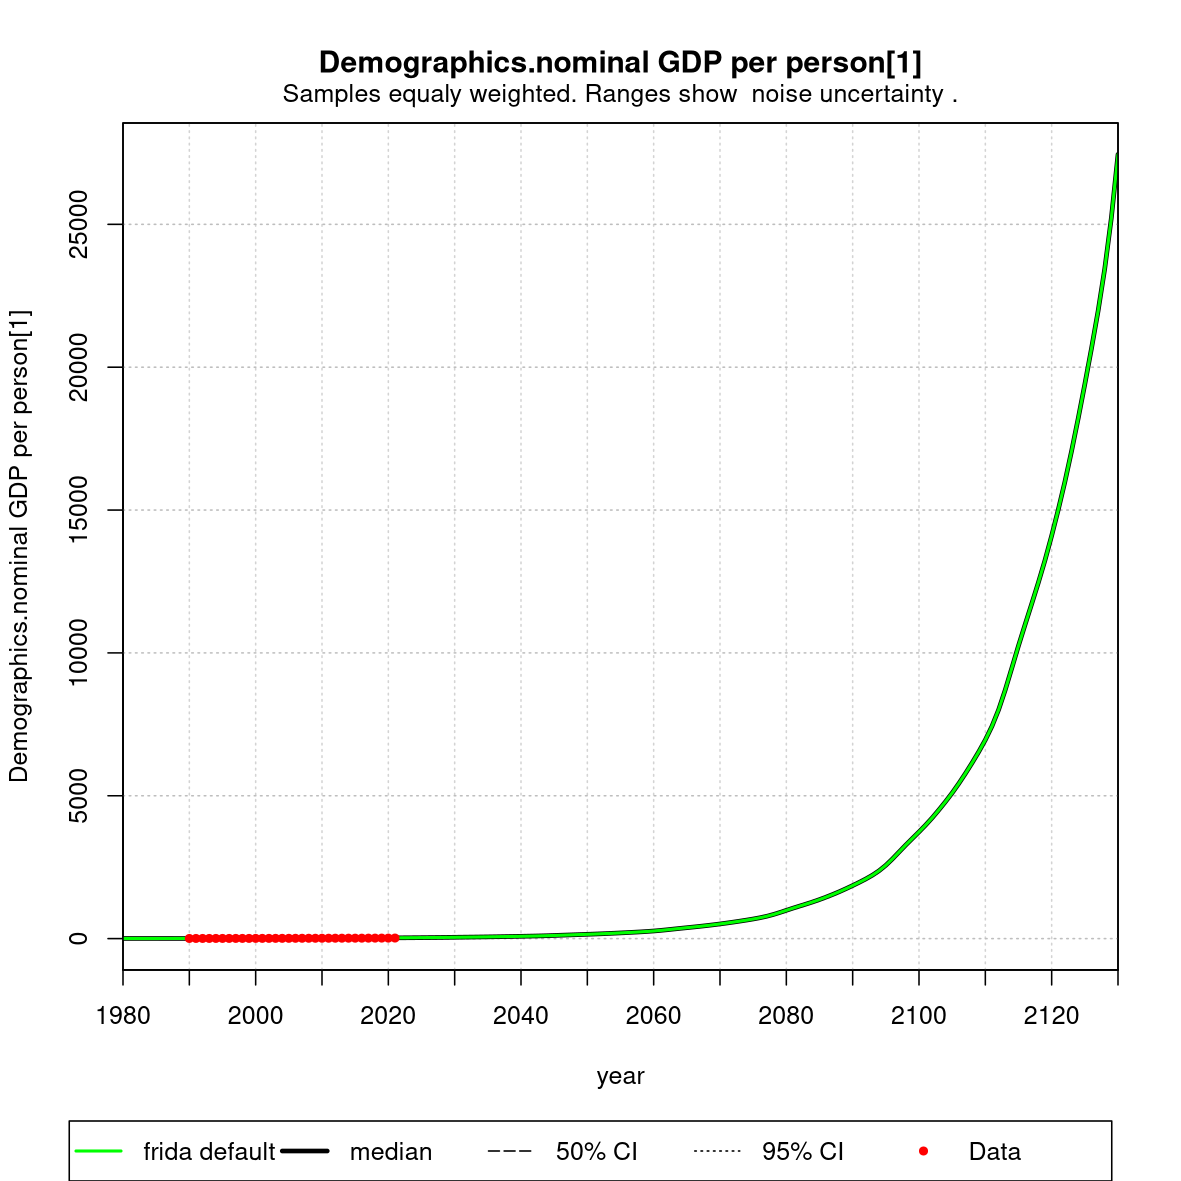 Demographics.nominal GDP per person[1]
Samples equaly weighted. Ranges show  noise uncertainty .
Demographics.nominal GDP per person[1]
25000
20000
15000
10000
5000
0
1980 2000 2020 2040 2060 2080 2100 2120
year
frida default median 50% CI 95% CI Data